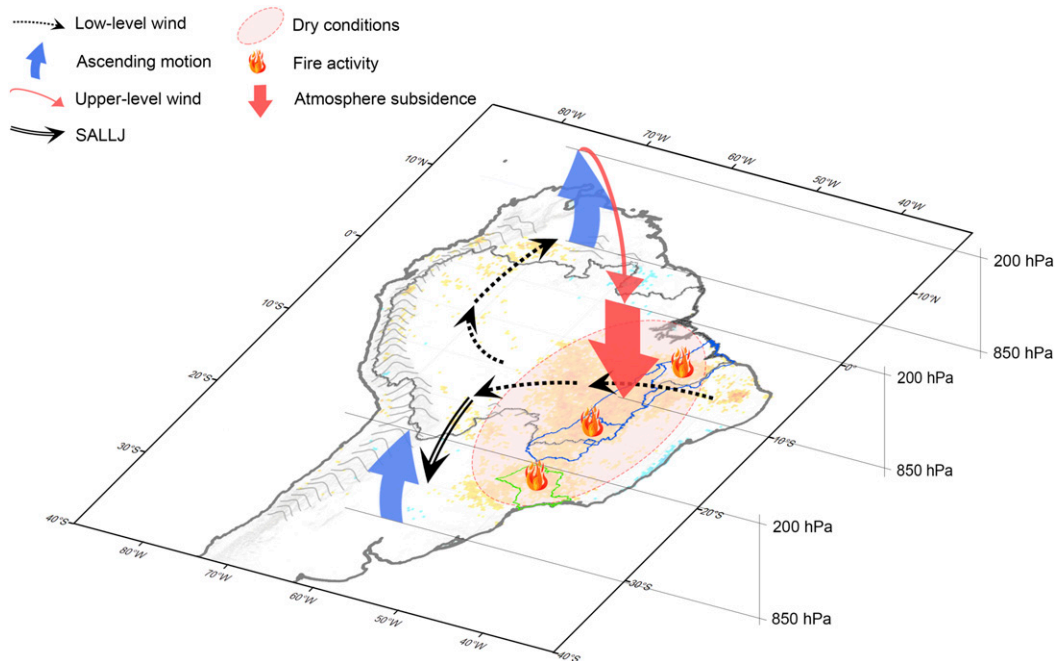 Low-level wind
Ascending motion
Upper-level wind
SALLJ
Dry conditions
Fire activity
Atmosphere subsidence
80°W
70°W
60°W
50°W
40°W
10°N
0°
10°S
20°S
30°S
40°S
200 hPa
10°N
850 hPa
0°
200 hPa
10°S
850 hPa
20°S
200 hPa
30°S
850 hPa
40°S
80°W
70°W
60°W
50°W
40°W